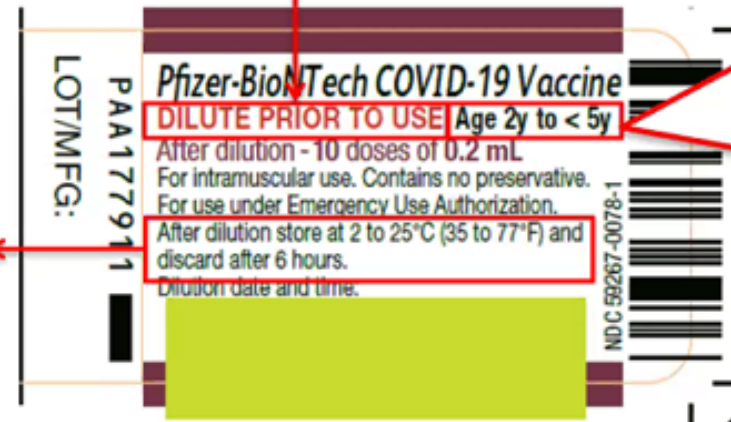 LOT/MFG:
PAA177911
Pfizer-BioNTech COVID-19 Vaccine
DILUTE PRIOR TO USE Age 2y to < 5y
After dilution - 10 doses of 0.2 mL
For intramuscular use. Contains no preservative.
For use under Emergency Use Authorization.
After dilution store at 2 to 25°C (35 to 77°F) and
discard after 6 hours.
Dilution date and time:
NDC 59267-0078-1